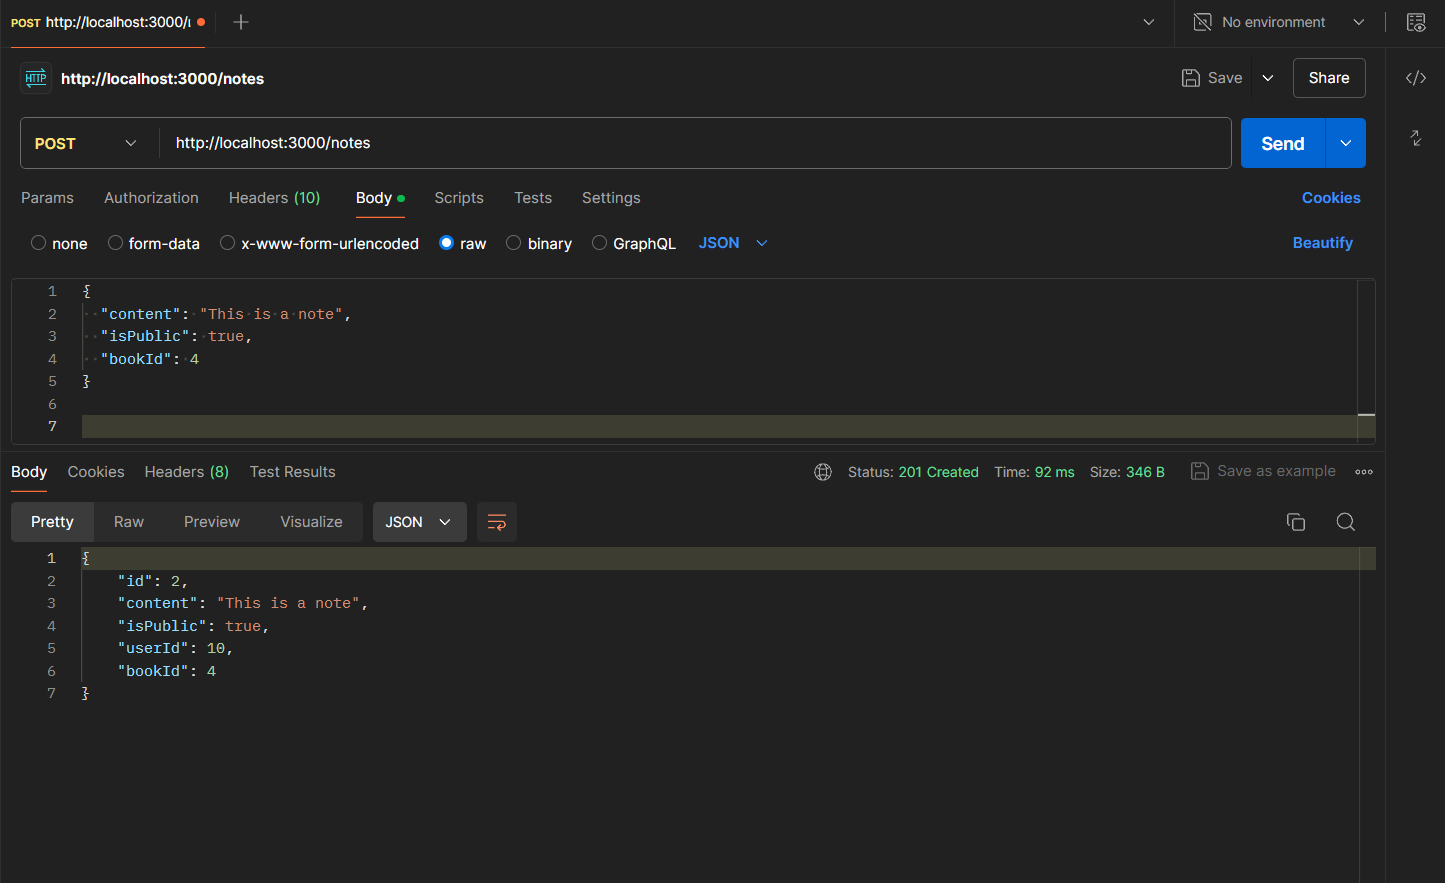 POST http://localhost:3000/
No environment
HTTP http://localhost:3000/notes
Save
Share
POST http://localhost:3000/notes
Send
Params Authorization Headers (10) Body Scripts Tests Settings Cookies
none form-data x-www-form-urlencoded raw binary GraphQL JSON Beautify
1 {
2 "content": "This is a note",
3 "isPublic": true,
4 "bookId": 4
5 }
6
7
Body Cookies Headers (8) Test Results Status: 201 Created Time: 92 ms Size: 346 B Save as example
Pretty Raw Preview Visualize JSON
1 {
2 "id": 2,
3 "content": "This is a note",
4 "isPublic": true,
5 "userId": 10,
6 "bookId": 4
7 }